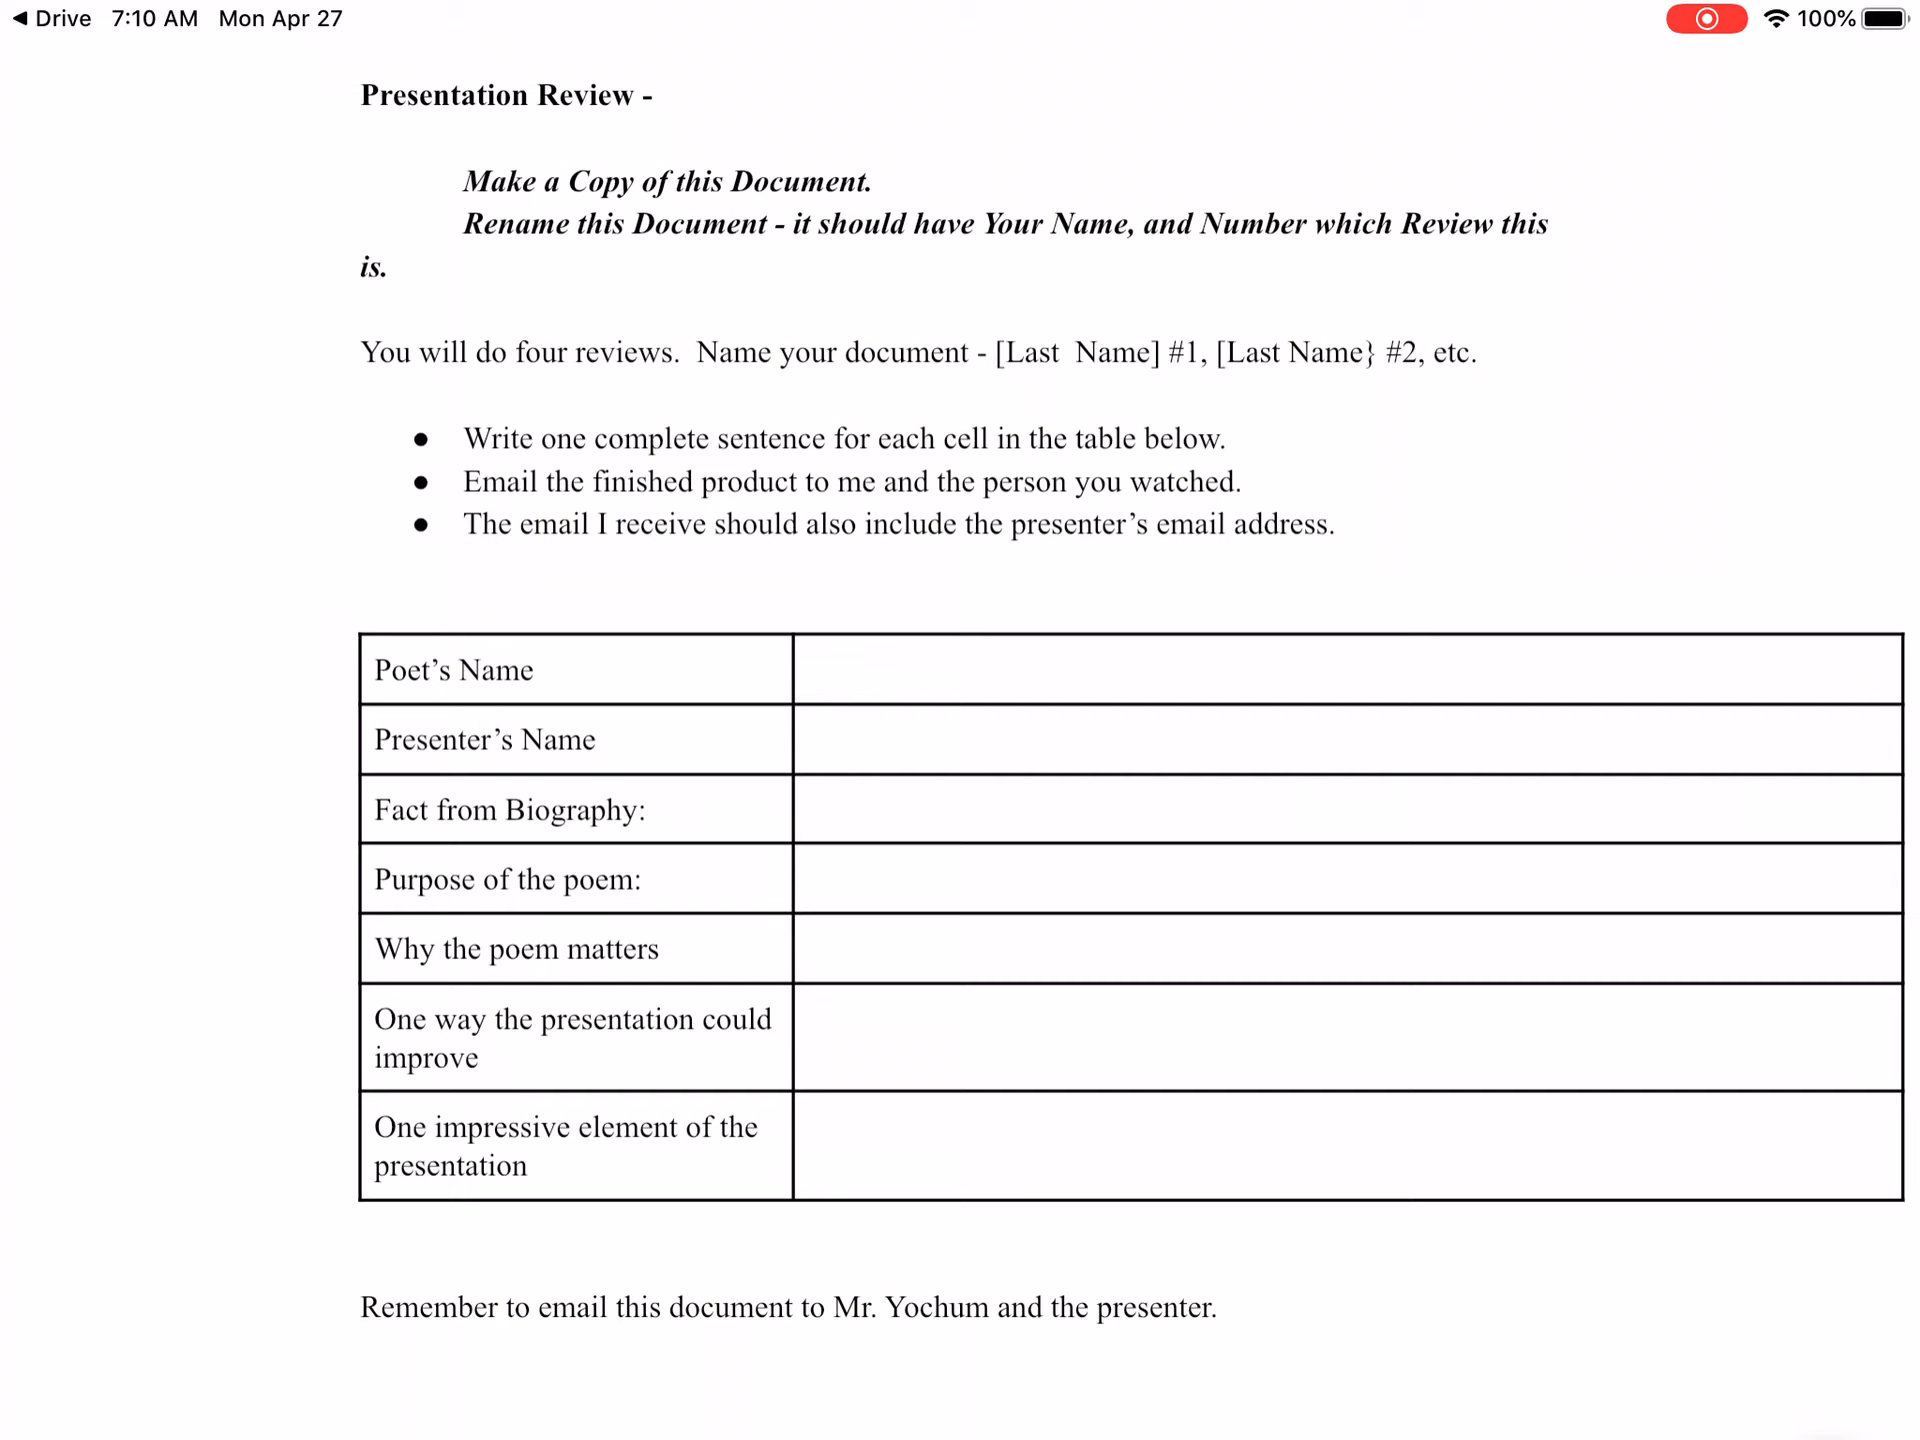 Drive 7:10 AM Mon Apr 27 100%
Presentation Review -
Make a Copy of this Document.
Rename this Document - it should have Your Name, and Number which Review this
is.
You will do four reviews.  Name your document - [Last  Name] #1, [Last Name} #2, etc.
● Write one complete sentence for each cell in the table below.
● Email the finished product to me and the person you watched.
● The email I receive should also include the presenter’s email address.
Poet’s Name
Presenter’s Name
Fact from Biography:
Purpose of the poem:
Why the poem matters
One way the presentation could
improve
One impressive element of the
presentation
Remember to email this document to Mr. Yochum and the presenter.